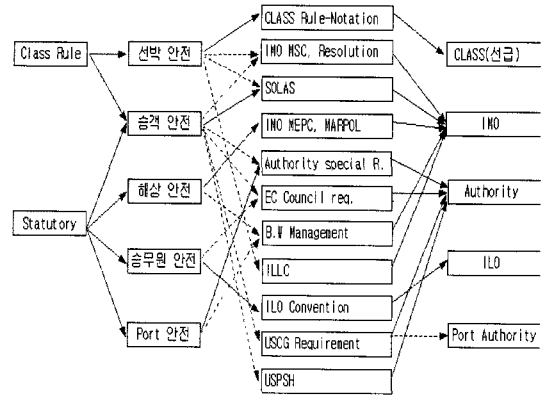 Class Rule
Statutory
선박 안전
승객 안전
해상 안전
승무원 안전
Port 안전
CLASS Rule-Notation
IMO MSC, Resolution
SOLAS
IMO MEPC, MARPOL
Authority special R.
EC Council req.
B.W Management
ILLC
ILO Convention
USCG Requirement
USPSH
CLASS(선급)
IMO
Authority
ILO
Port Authority